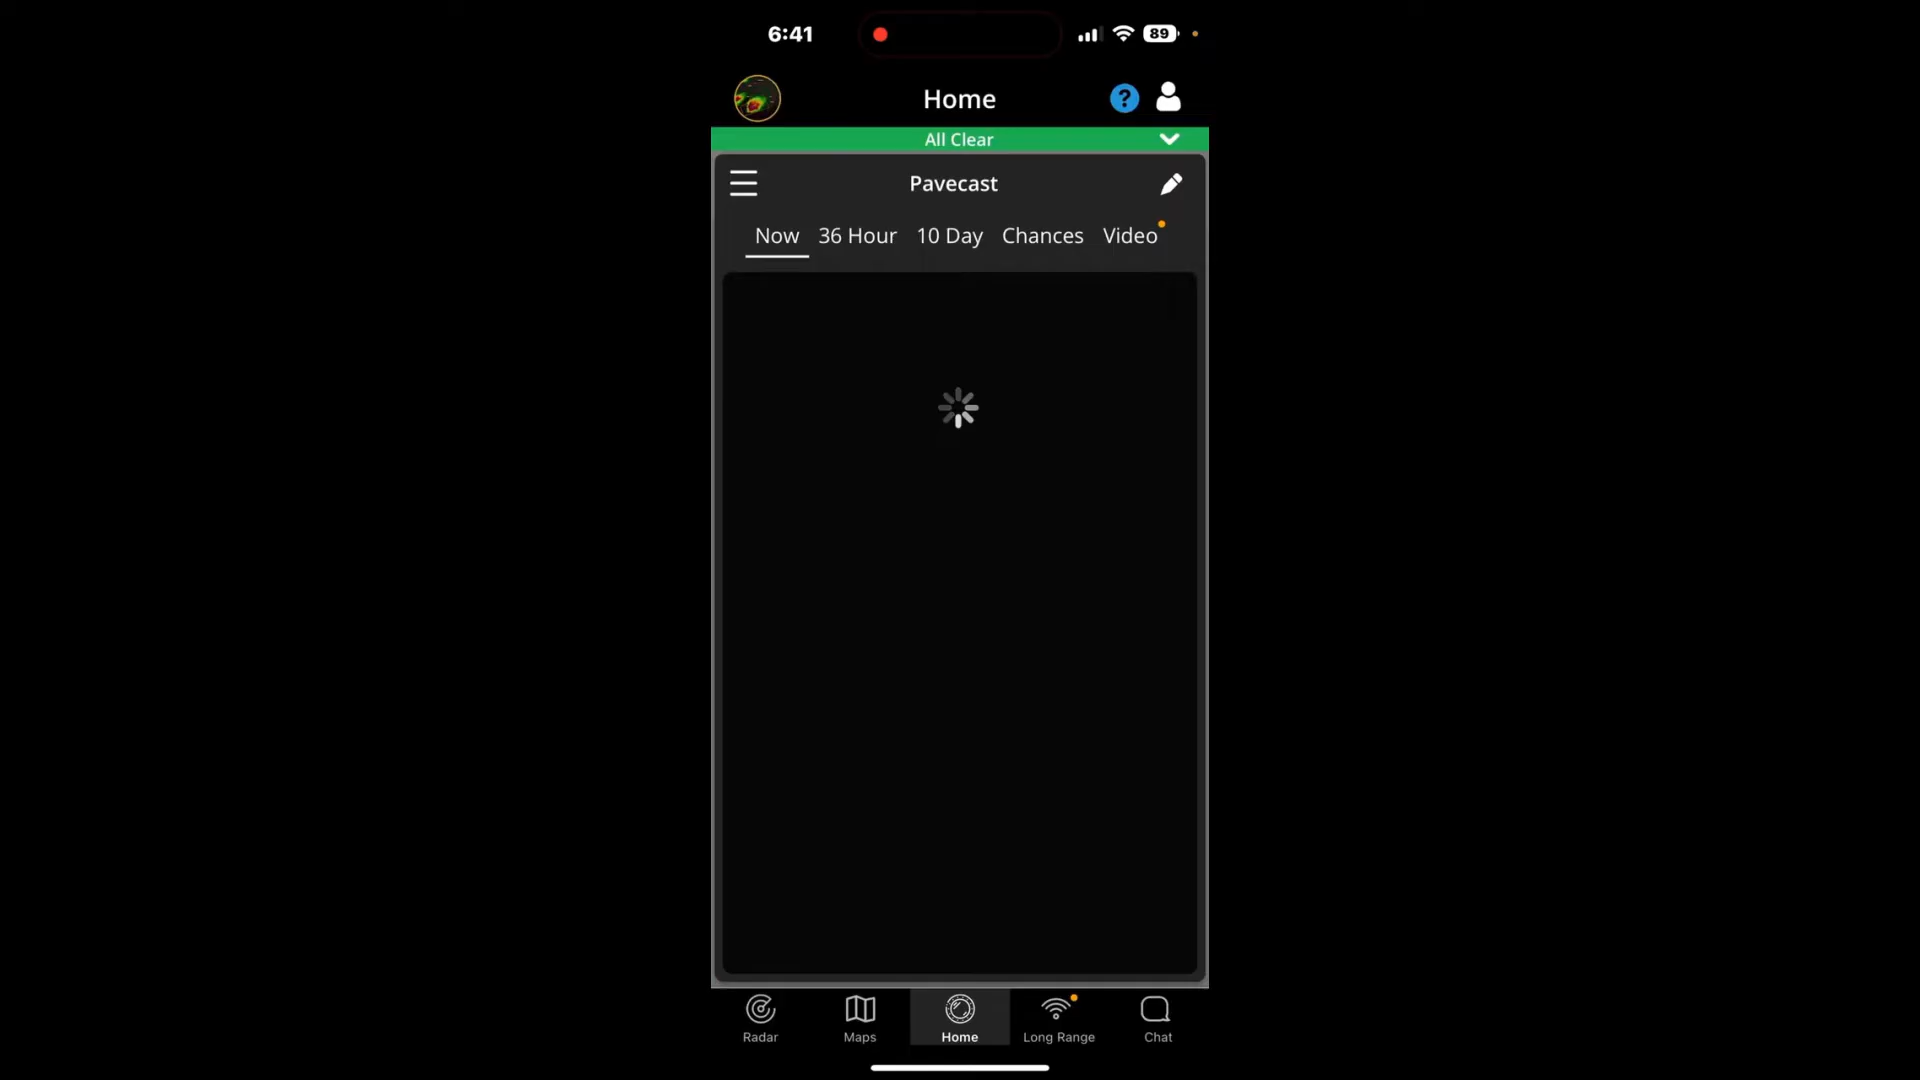 6:41
89
Home
?
All Clear
Pavecast
Now 36 Hour 10 Day Chances Video
Radar Maps Home Long Range Chat